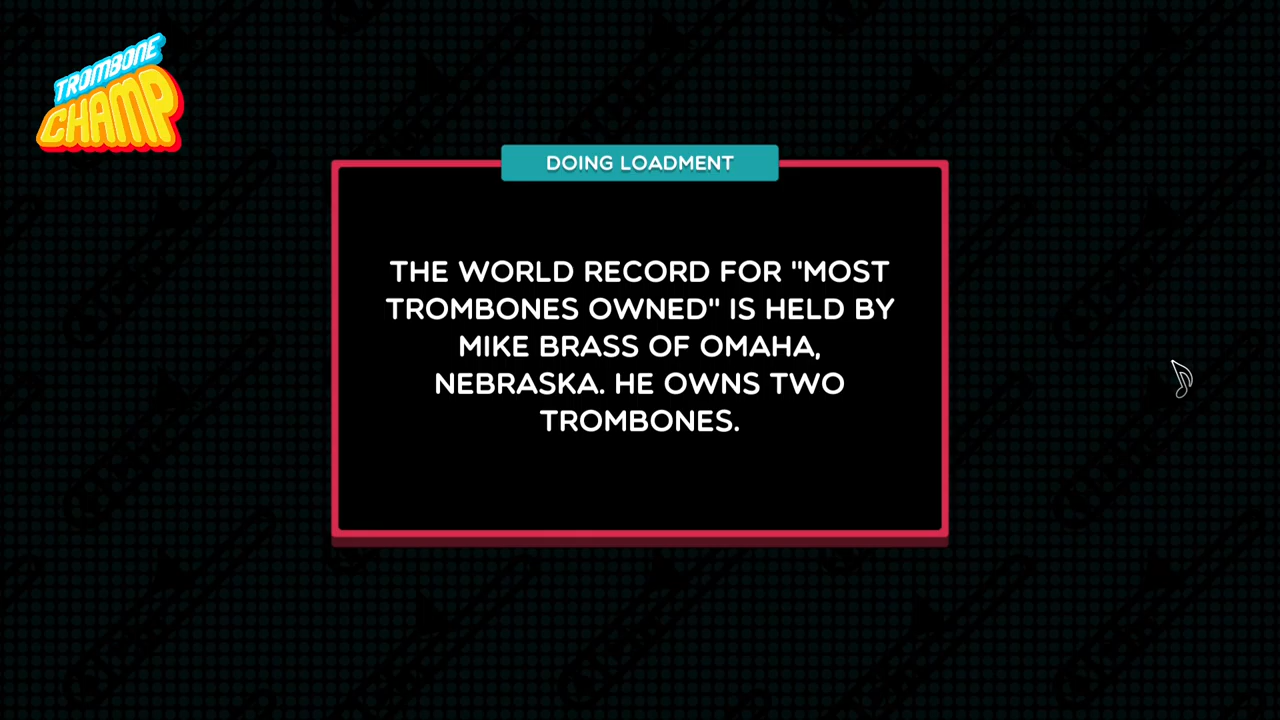 TROMBONE
CHAMP
DOING LOADMENT
THE WORLD RECORD FOR "MOST
TROMBONES OWNED" IS HELD BY
MIKE BRASS OF OMAHA,
NEBRASKA. HE OWNS TWO
TROMBONES.